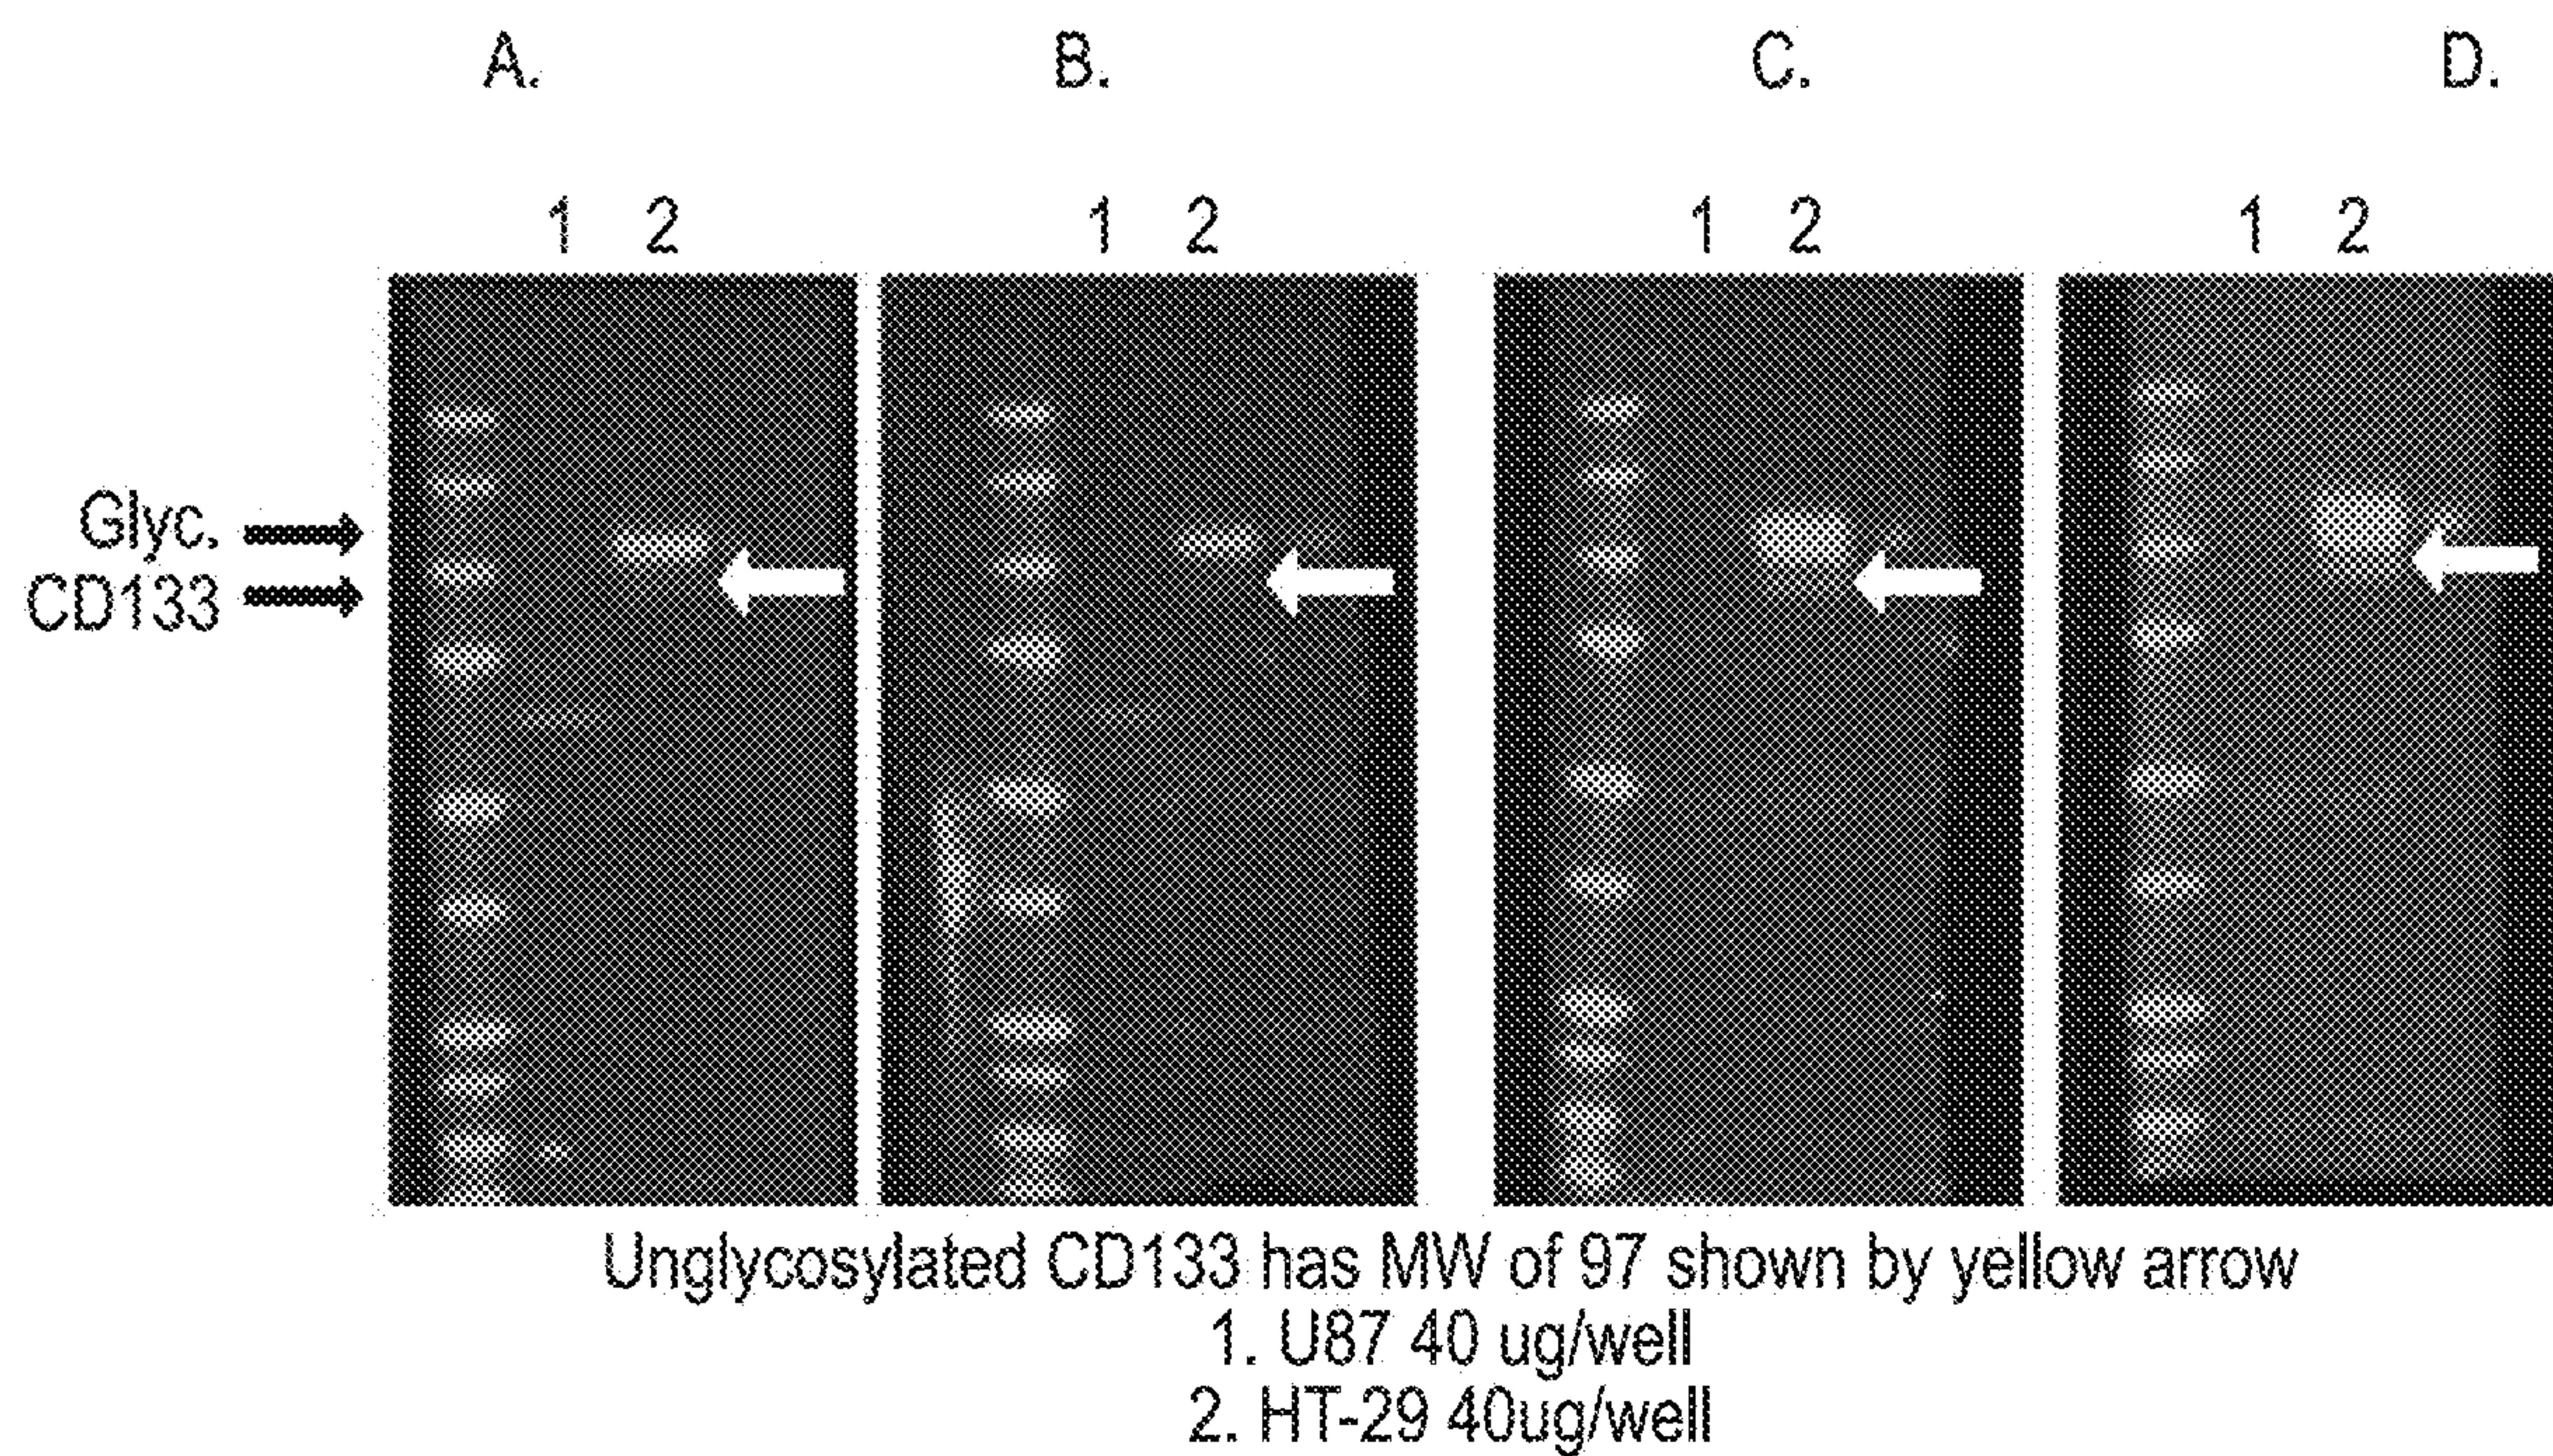 A. B. C. D.
1 2 1 2 1 2 1 2
Glyc.
CD133
Unglycosylated CD133 has MW of 97 shown by yellow arrow
1. U87 40 ug/well
2. HT-29 40ug/well